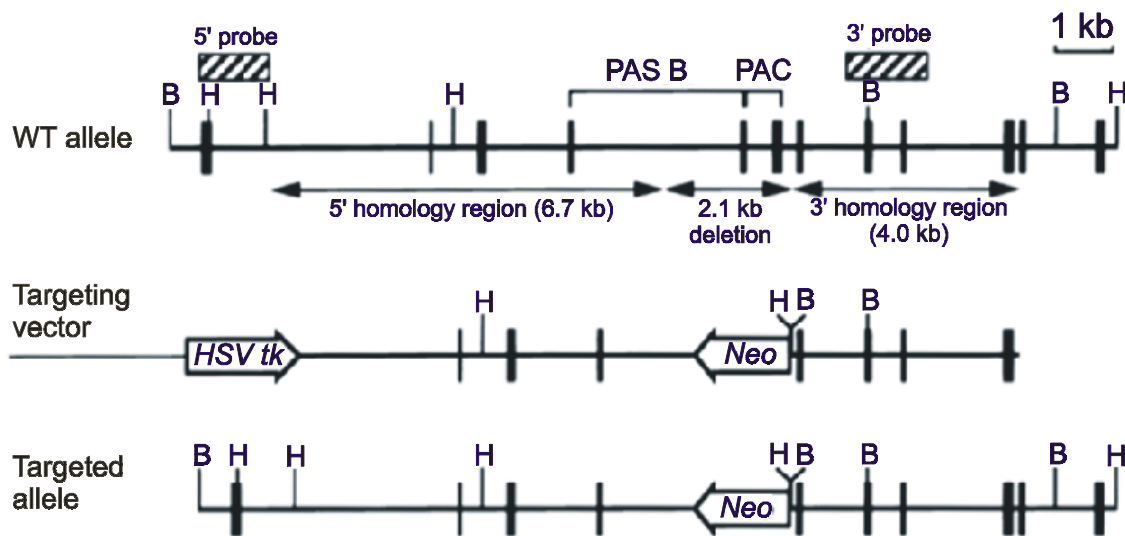 1 kb
5' probe
3' probe
PAS B
PAC
B
H
H
H
B
B
H
WT allele
5' homology region (6.7 kb)
2.1 kb
deletion
3' homology region
(4.0 kb)
Targeting
vector
H
H
B
B
HSV tk
Neo
Targeted
allele
B
H
H
H
H
B
B
B
H
Neo